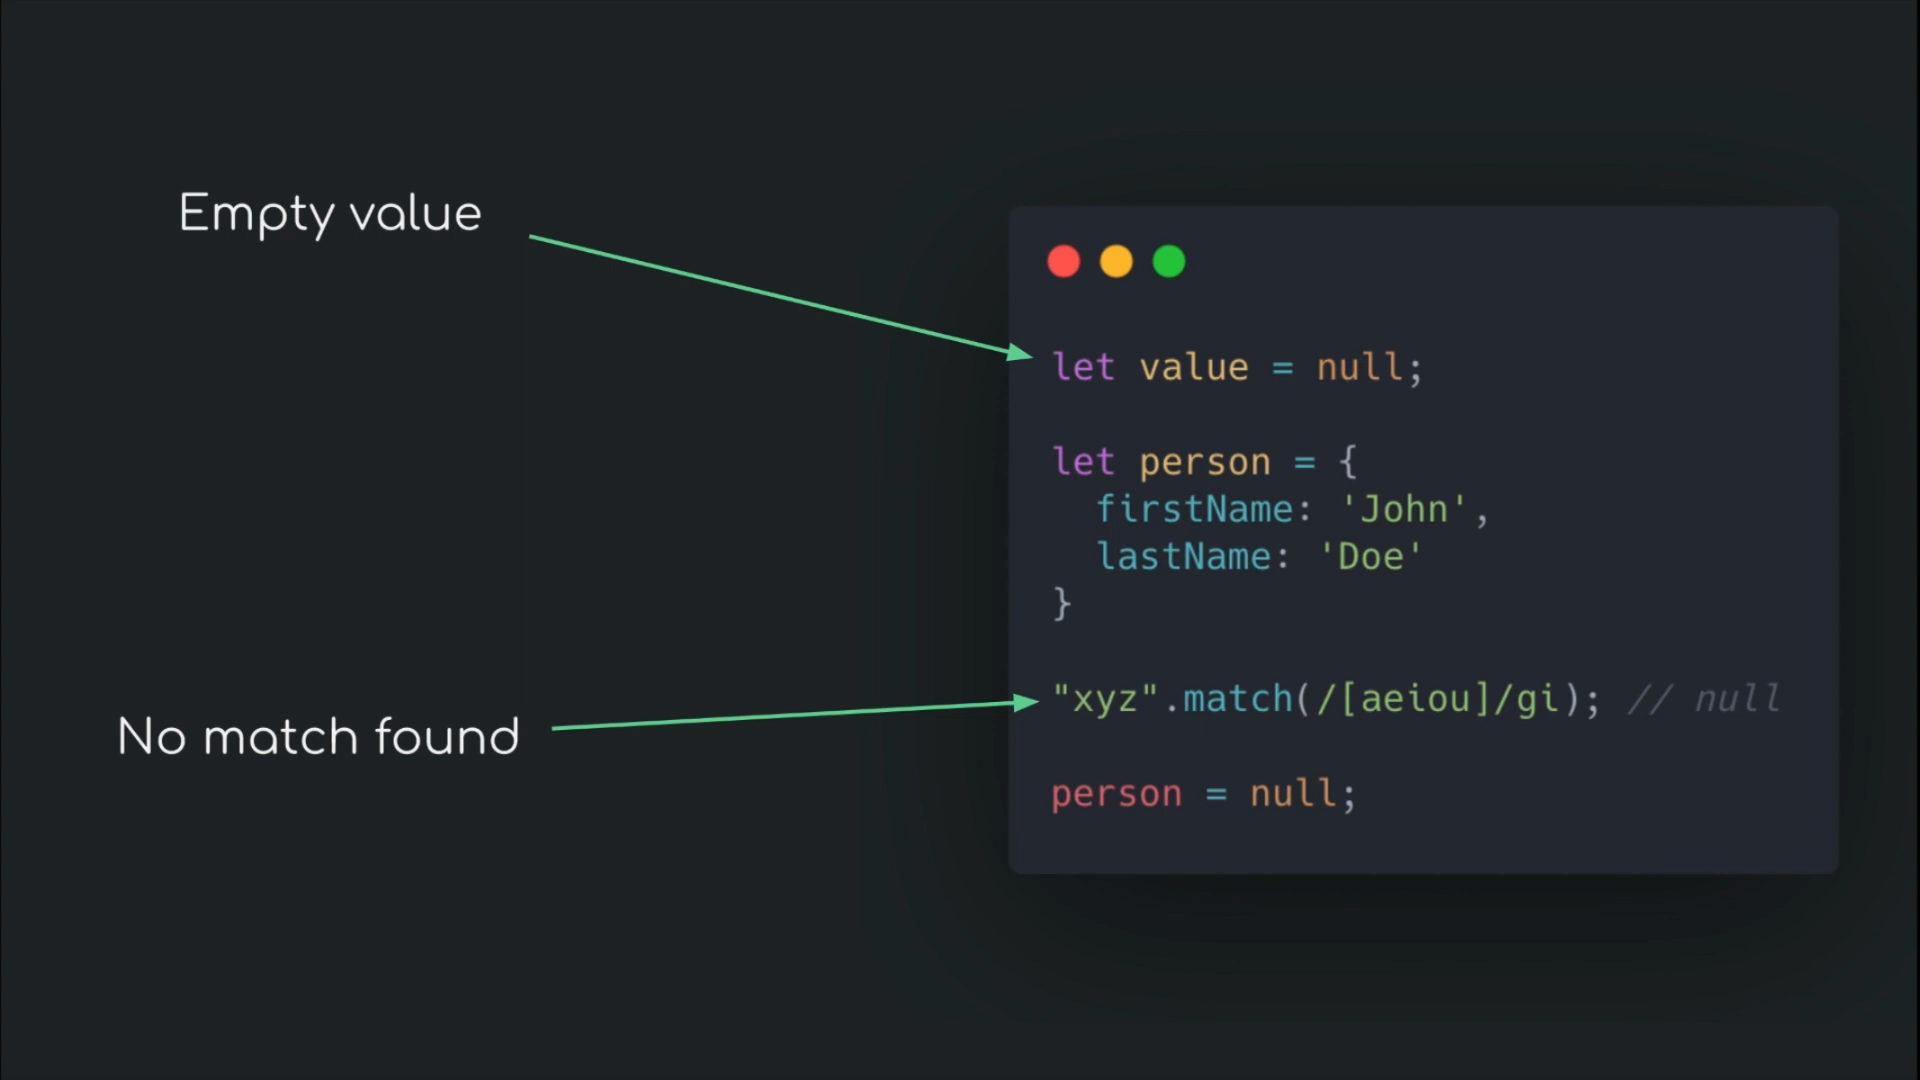 Empty value
let value = null;
let person = {
  firstName: 'John',
  lastName: 'Doe'
}
No match found
"xyz".match(/[aeiou]/gi); // null
person = null;